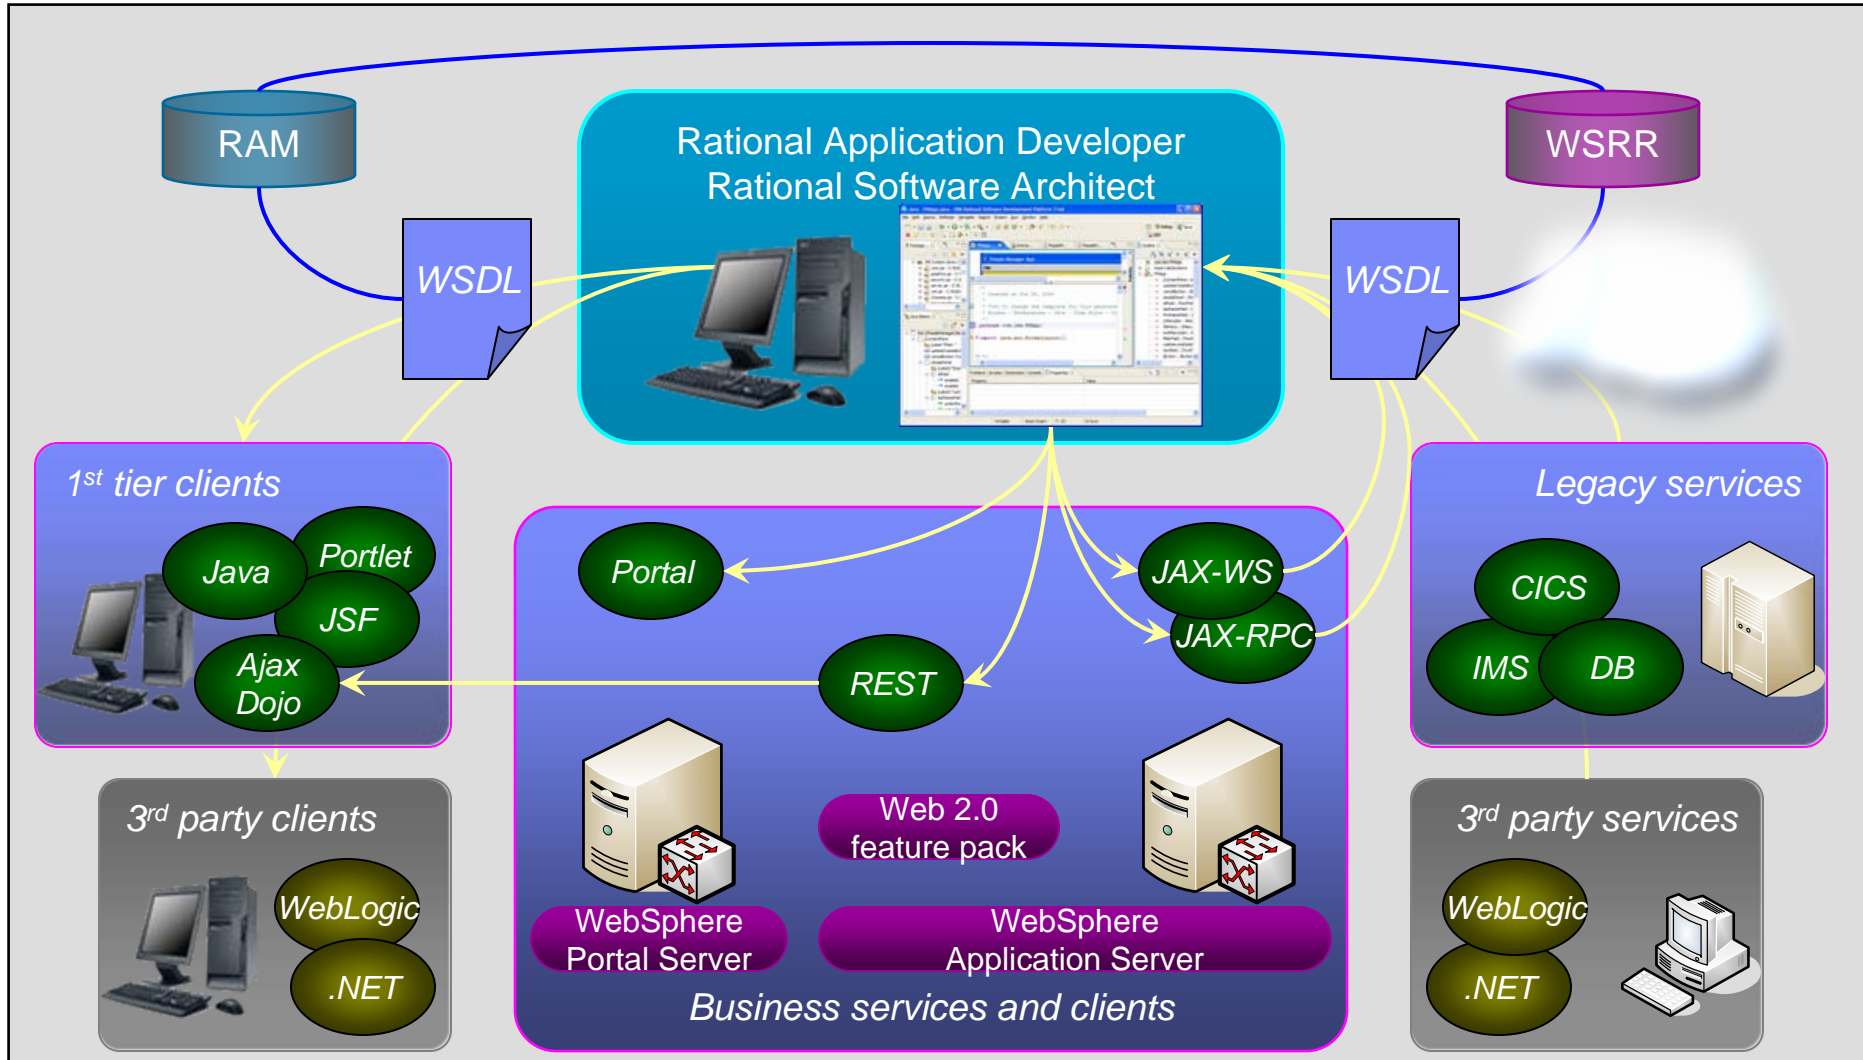 RAM
WSRR
Rational Application Developer
Rational Software Architect
WSDL
WSDL
1st tier clients
Java
Portlet
JSF
Ajax
Dojo
Portal
JAX-WS
JAX-RPC
REST
Legacy services
CICS
IMS
DB
3rd party clients
WebLogic
.NET
Web 2.0
feature pack
WebSphere
Portal Server
WebSphere
Application Server
Business services and clients
3rd party services
WebLogic
.NET